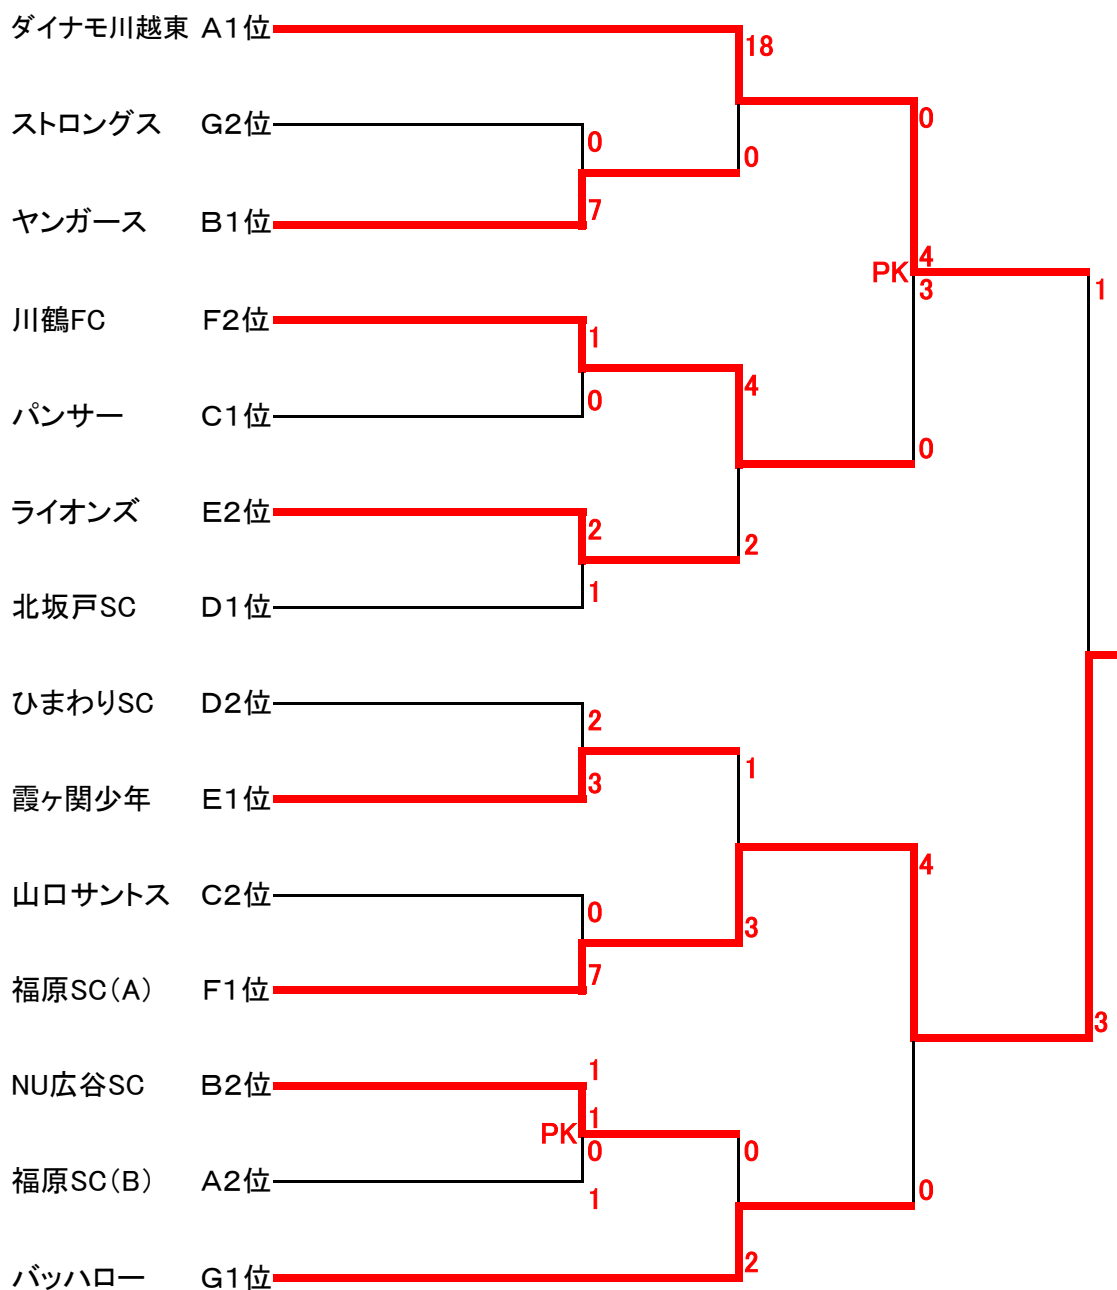 ダイナモ川越東 A1位
18
0
ストロングス G2位
0
0
ヤンガース B1位
7
4
PK
3
1
川鶴FC F2位
1
4
パンサー C1位
0
0
ライオンズ E2位
2
2
北坂戸SC D1位
1
ひまわりSC D2位
2
1
霞ヶ関少年 E1位
3
4
山口サントス C2位
0
3
福原SC(A) F1位
7
3
NU広谷SC B2位
1
1
PK
0
0
福原SC(B) A2位
1
0
バッハロー G1位
2